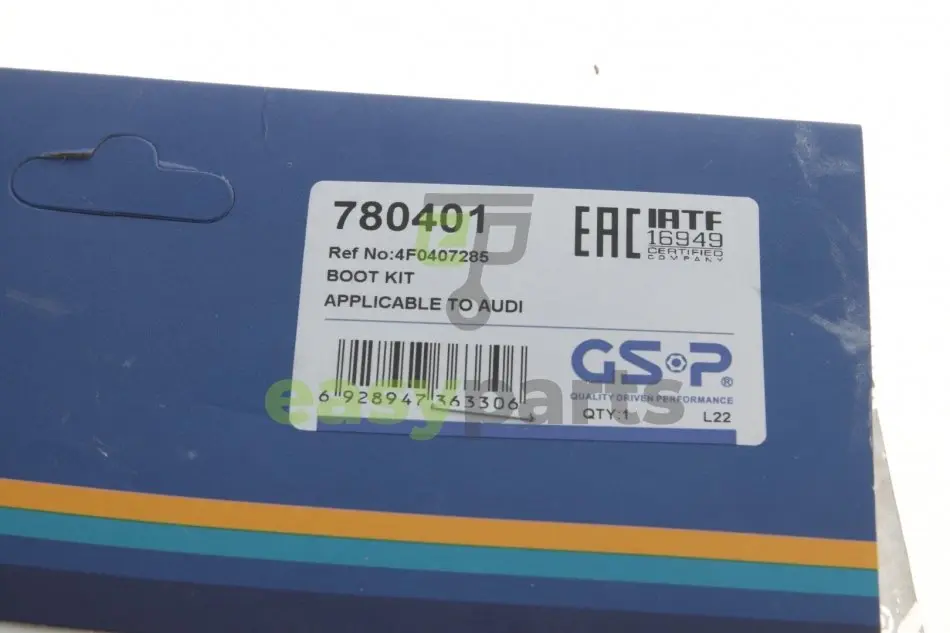 780401
Ref No:4F0407285
BOOT KIT
APPLICABLE TO AUDI
EAC
IATF
16949
CERTIFIED
COMPANY
6 928947 363306
GSP®
QUALITY DRIVEN PERFORMANCE
QTY:1 L22
easyparts